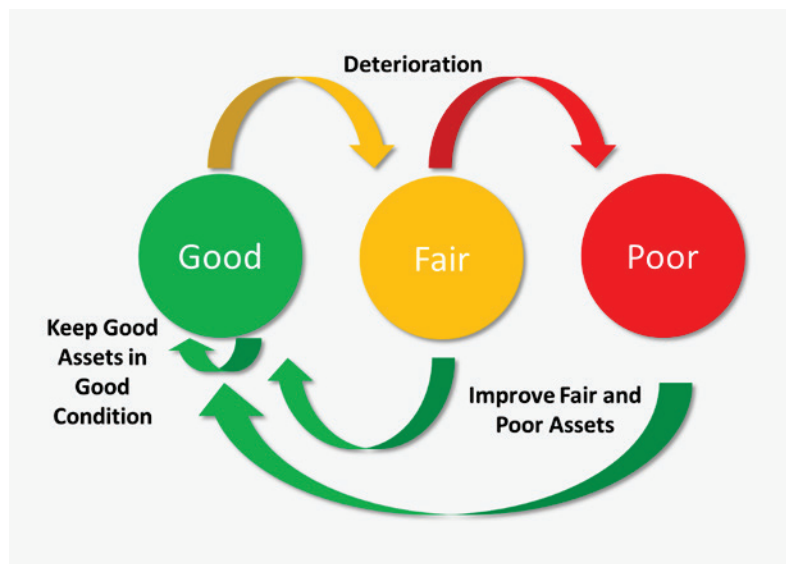 Deterioration
Good
Fair
Poor
Keep Good
Assets in
Good
Condition
Improve Fair and
Poor Assets